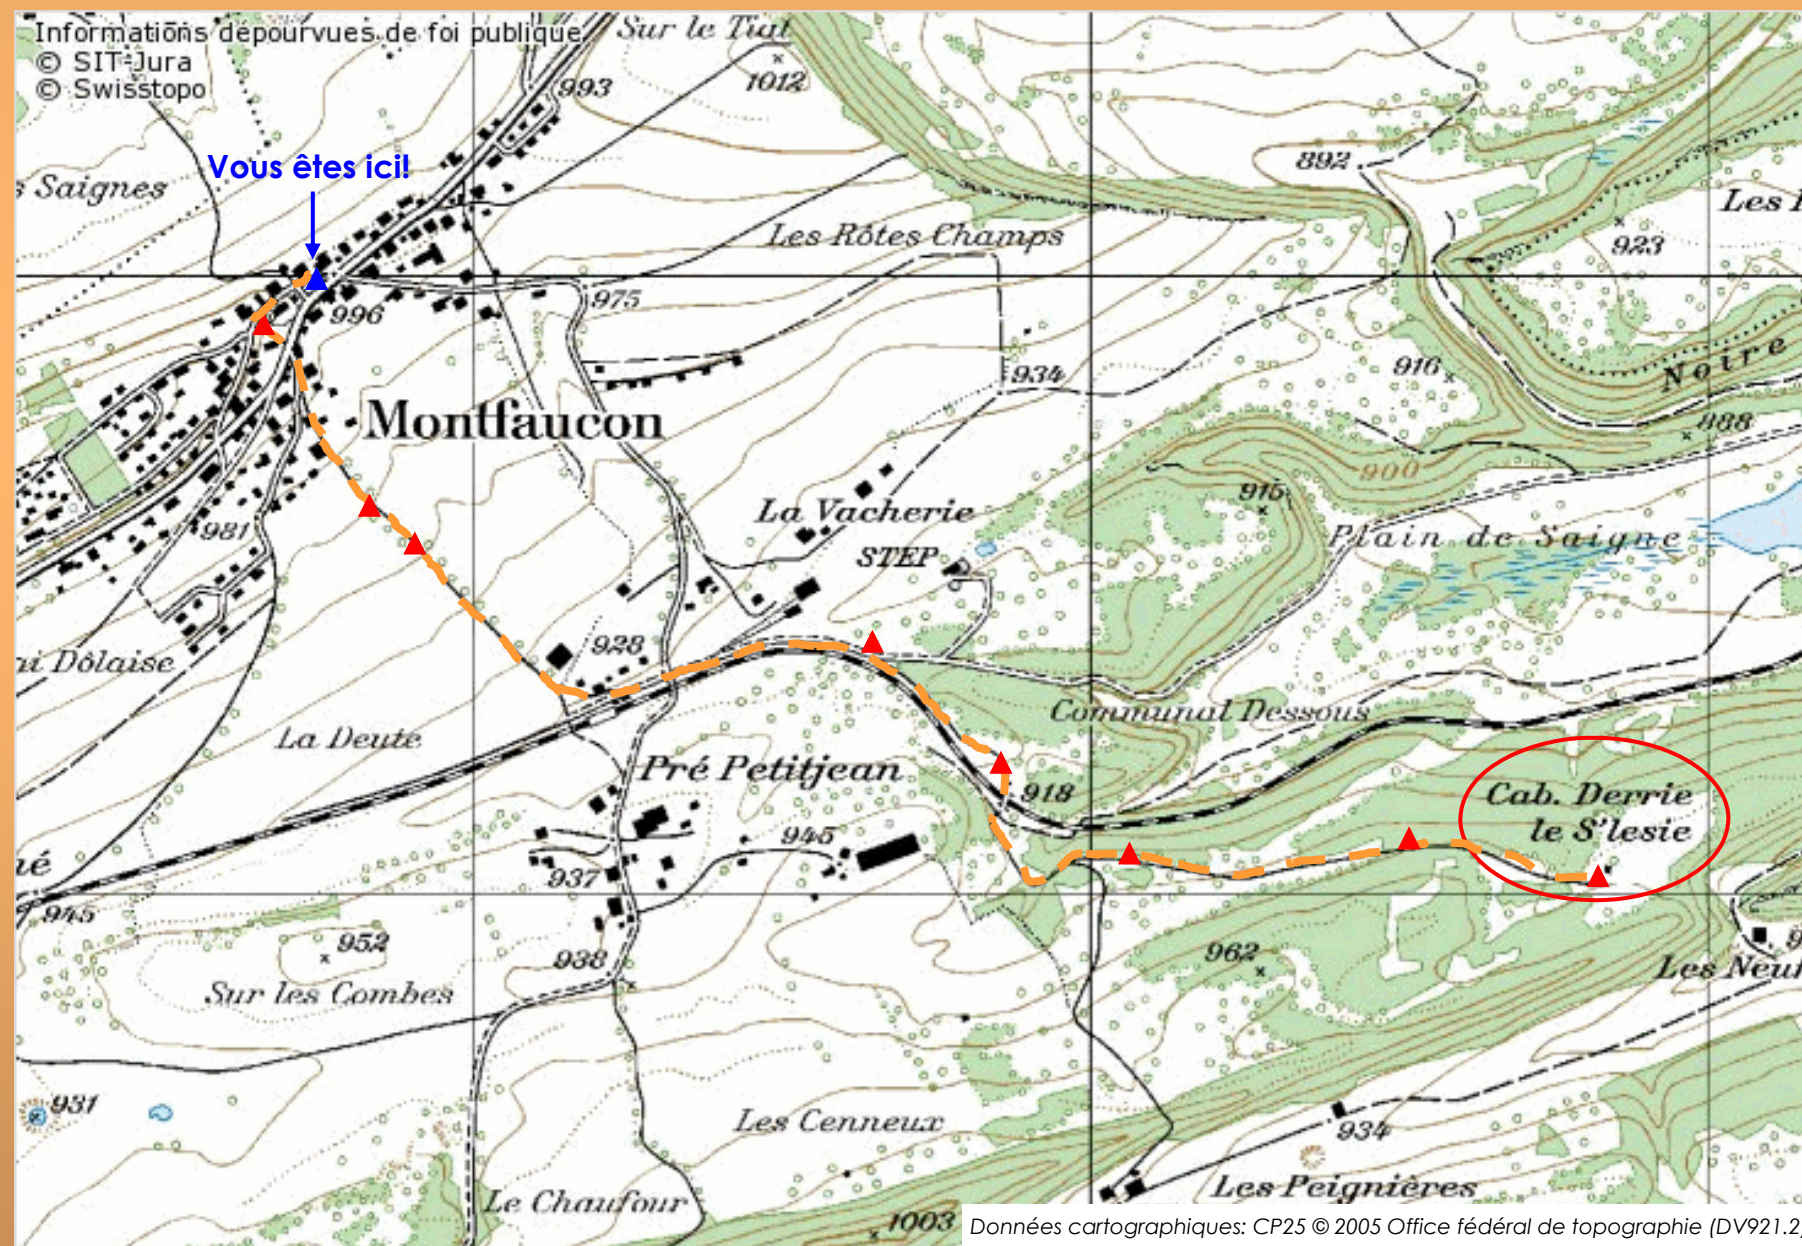 Informations dépourvues de foi publique
© SIT-Jura
© Swisstopo
Sur le Tiat
993
1012
Vous êtes ici!
892
s Saignes
Les Rôtes Champs
923
975
996
934
916
Noire
888
Montfaucon
900
915
La Vacherie
981
STEP
Plain de Saigne
928
ai Dôlaise
La Deute
Communal Dessous
Pré Petitjean
918
Cab. Derrie
le S'lesie
945
937
945
952
938
962
Sur les Combes
931
Les Cenneux
934
Le Chaufour
Les Peignières
1003
Données cartographiques: CP25 © 2005 Office fédéral de topographie (DV921.2)